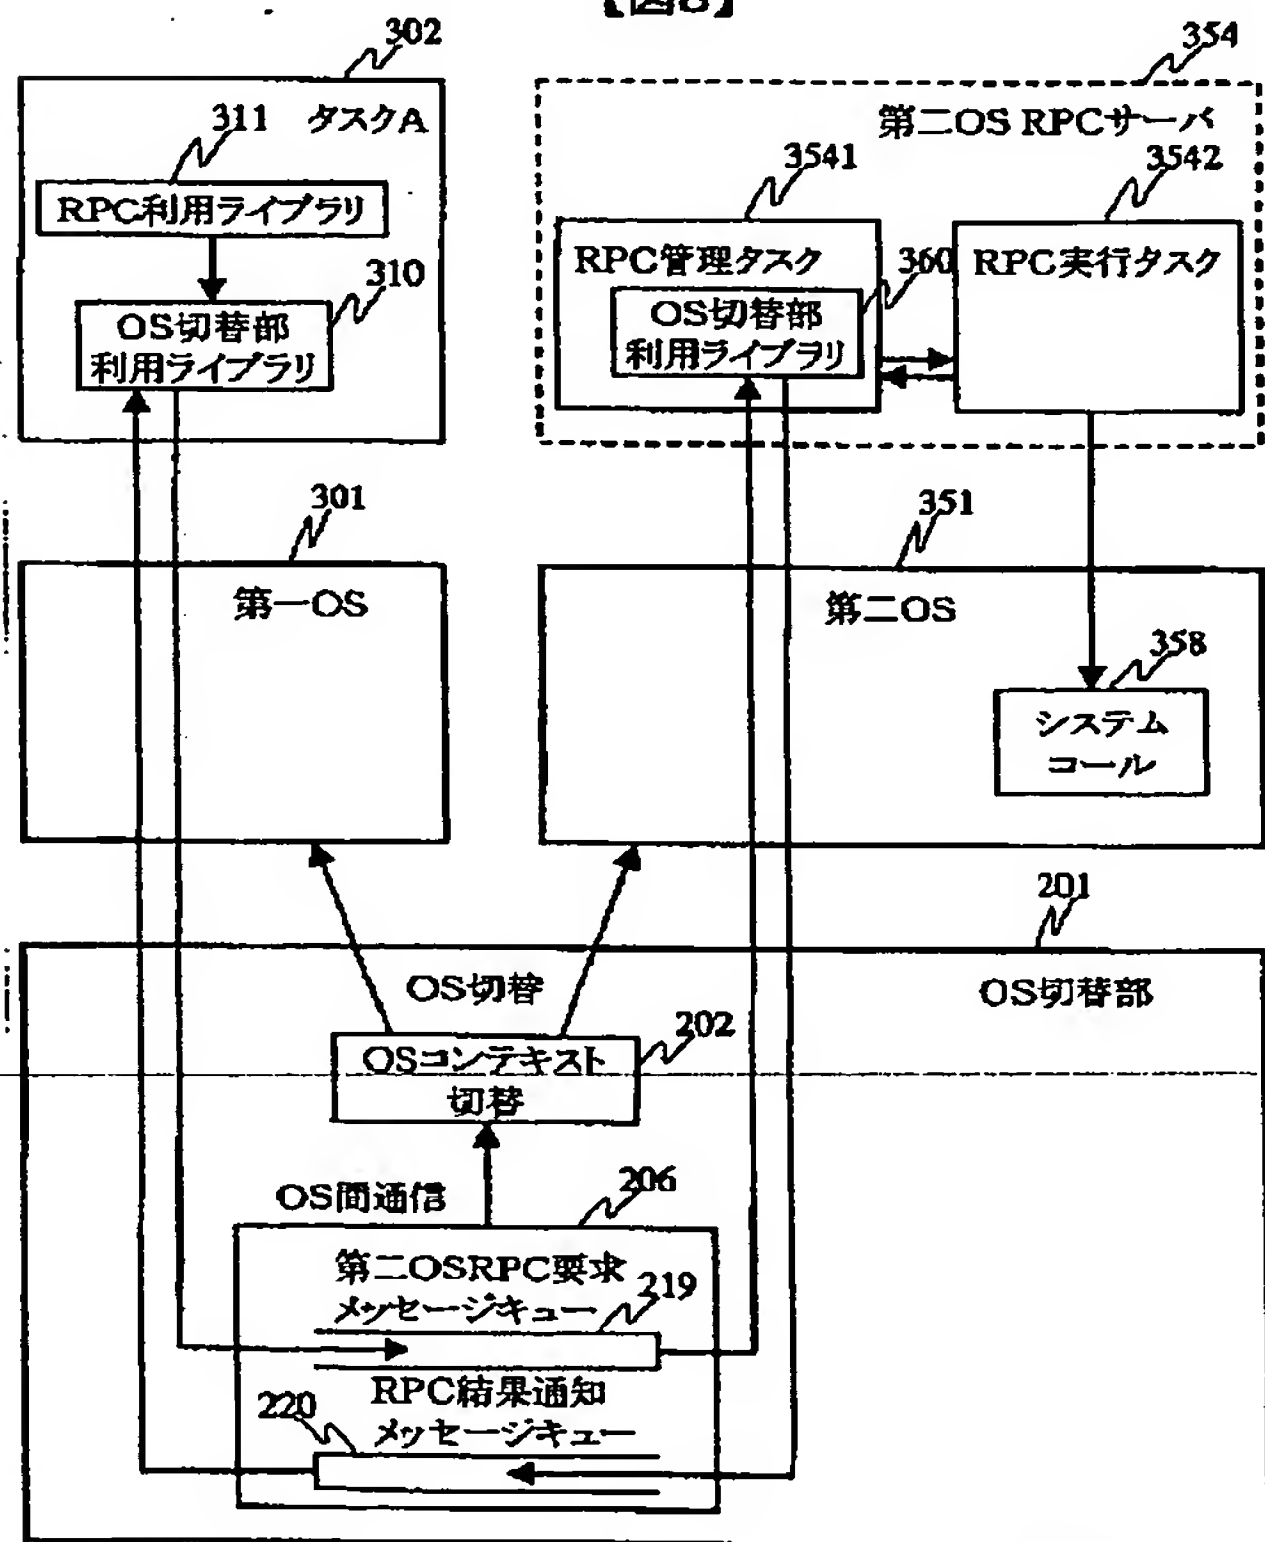 【図8】
302
354
311
タスクA
第二OS RPCサーバ
3541
3542
RPC利用ライブラリ
310
RPC管理タスク
360
RPC実行タスク
OS切替部
利用ライブラリ
OS切替部
利用ライブラリ
301
351
第一OS
第二OS
358
システム
コール
201
OS切替
OS切替部
202
OSコンテキスト
切替
206
OS間通信
第二OSRPC要求
メッセージキュー
219
RPC結果通知
220
メッセージキュー